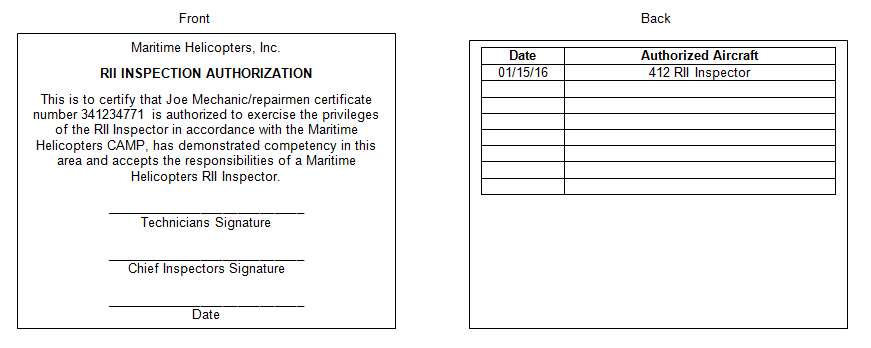 Front
Maritime Helicopters, Inc.
RII INSPECTION AUTHORIZATION
This is to certify that Joe Mechanic/repairmen certificate
number 341234771 is authorized to exercise the privileges
of the RII Inspector in accordance with the Maritime
Helicopters CAMP, has demonstrated competency in this
area and accepts the responsibilities of a Maritime
Helicopters RII Inspector.
Technicians Signature
Chief Inspectors Signature
Date
Back
Date Authorized Aircraft
01/15/16 412 RII Inspector